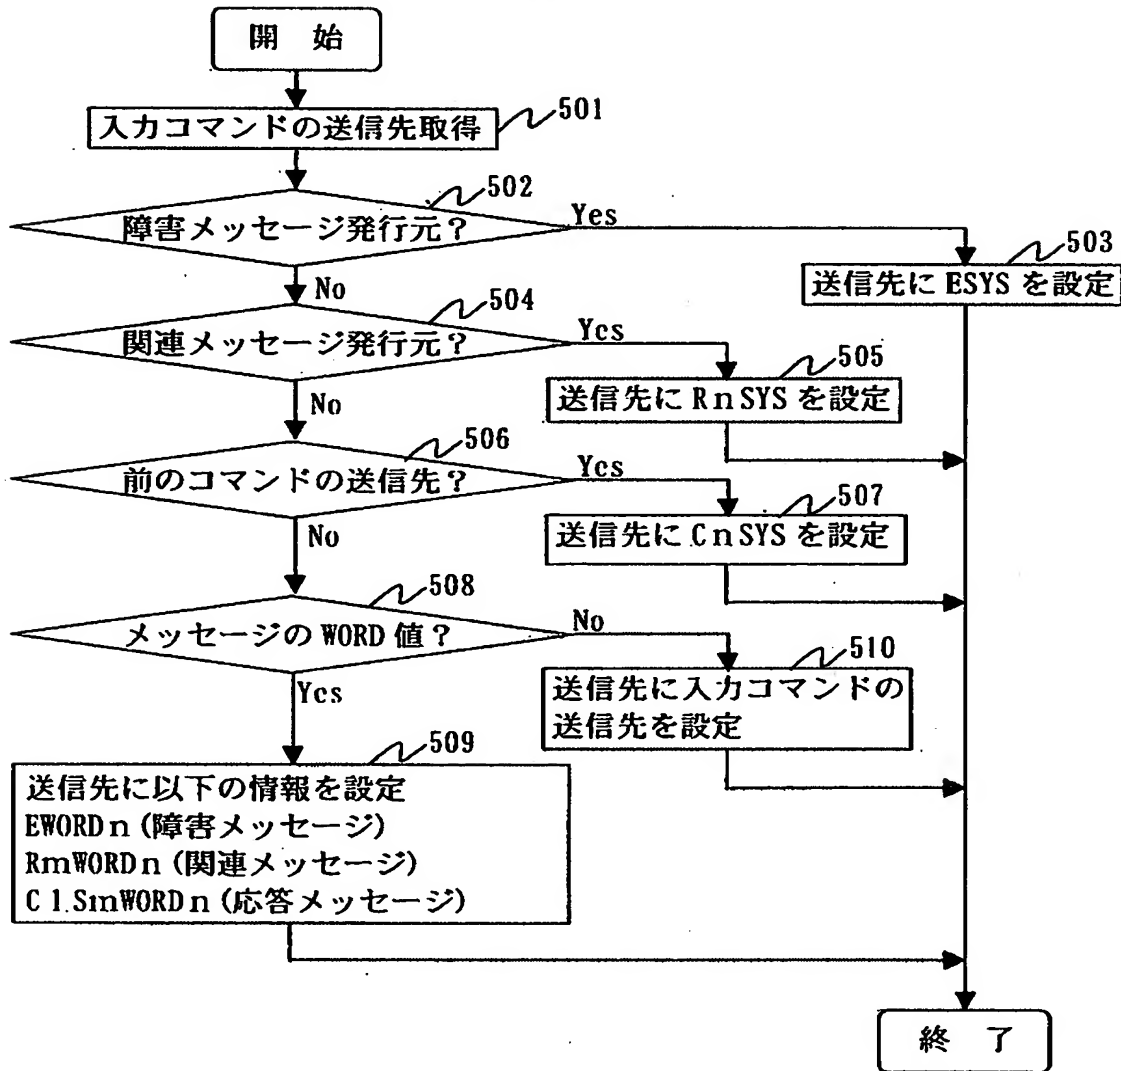 開 始
入力コマンドの送信先取得
501
502
障害メッセージ発行元?
Yes
503
送信先に ESYS を設定
No
504
関連メッセージ発行元?
Yes
505
送信先に RnSYS を設定
No
506
前のコマンドの送信先?
Yes
507
送信先に CnSYS を設定
No
508
メッセージの WORD 値?
No
510
送信先に入力コマンドの
送信先を設定
Yes
509
送信先に以下の情報を設定
EWORDn (障害メッセージ)
RmWORDn (関連メッセージ)
C1.SmWORDn (応答メッセージ)
終 了